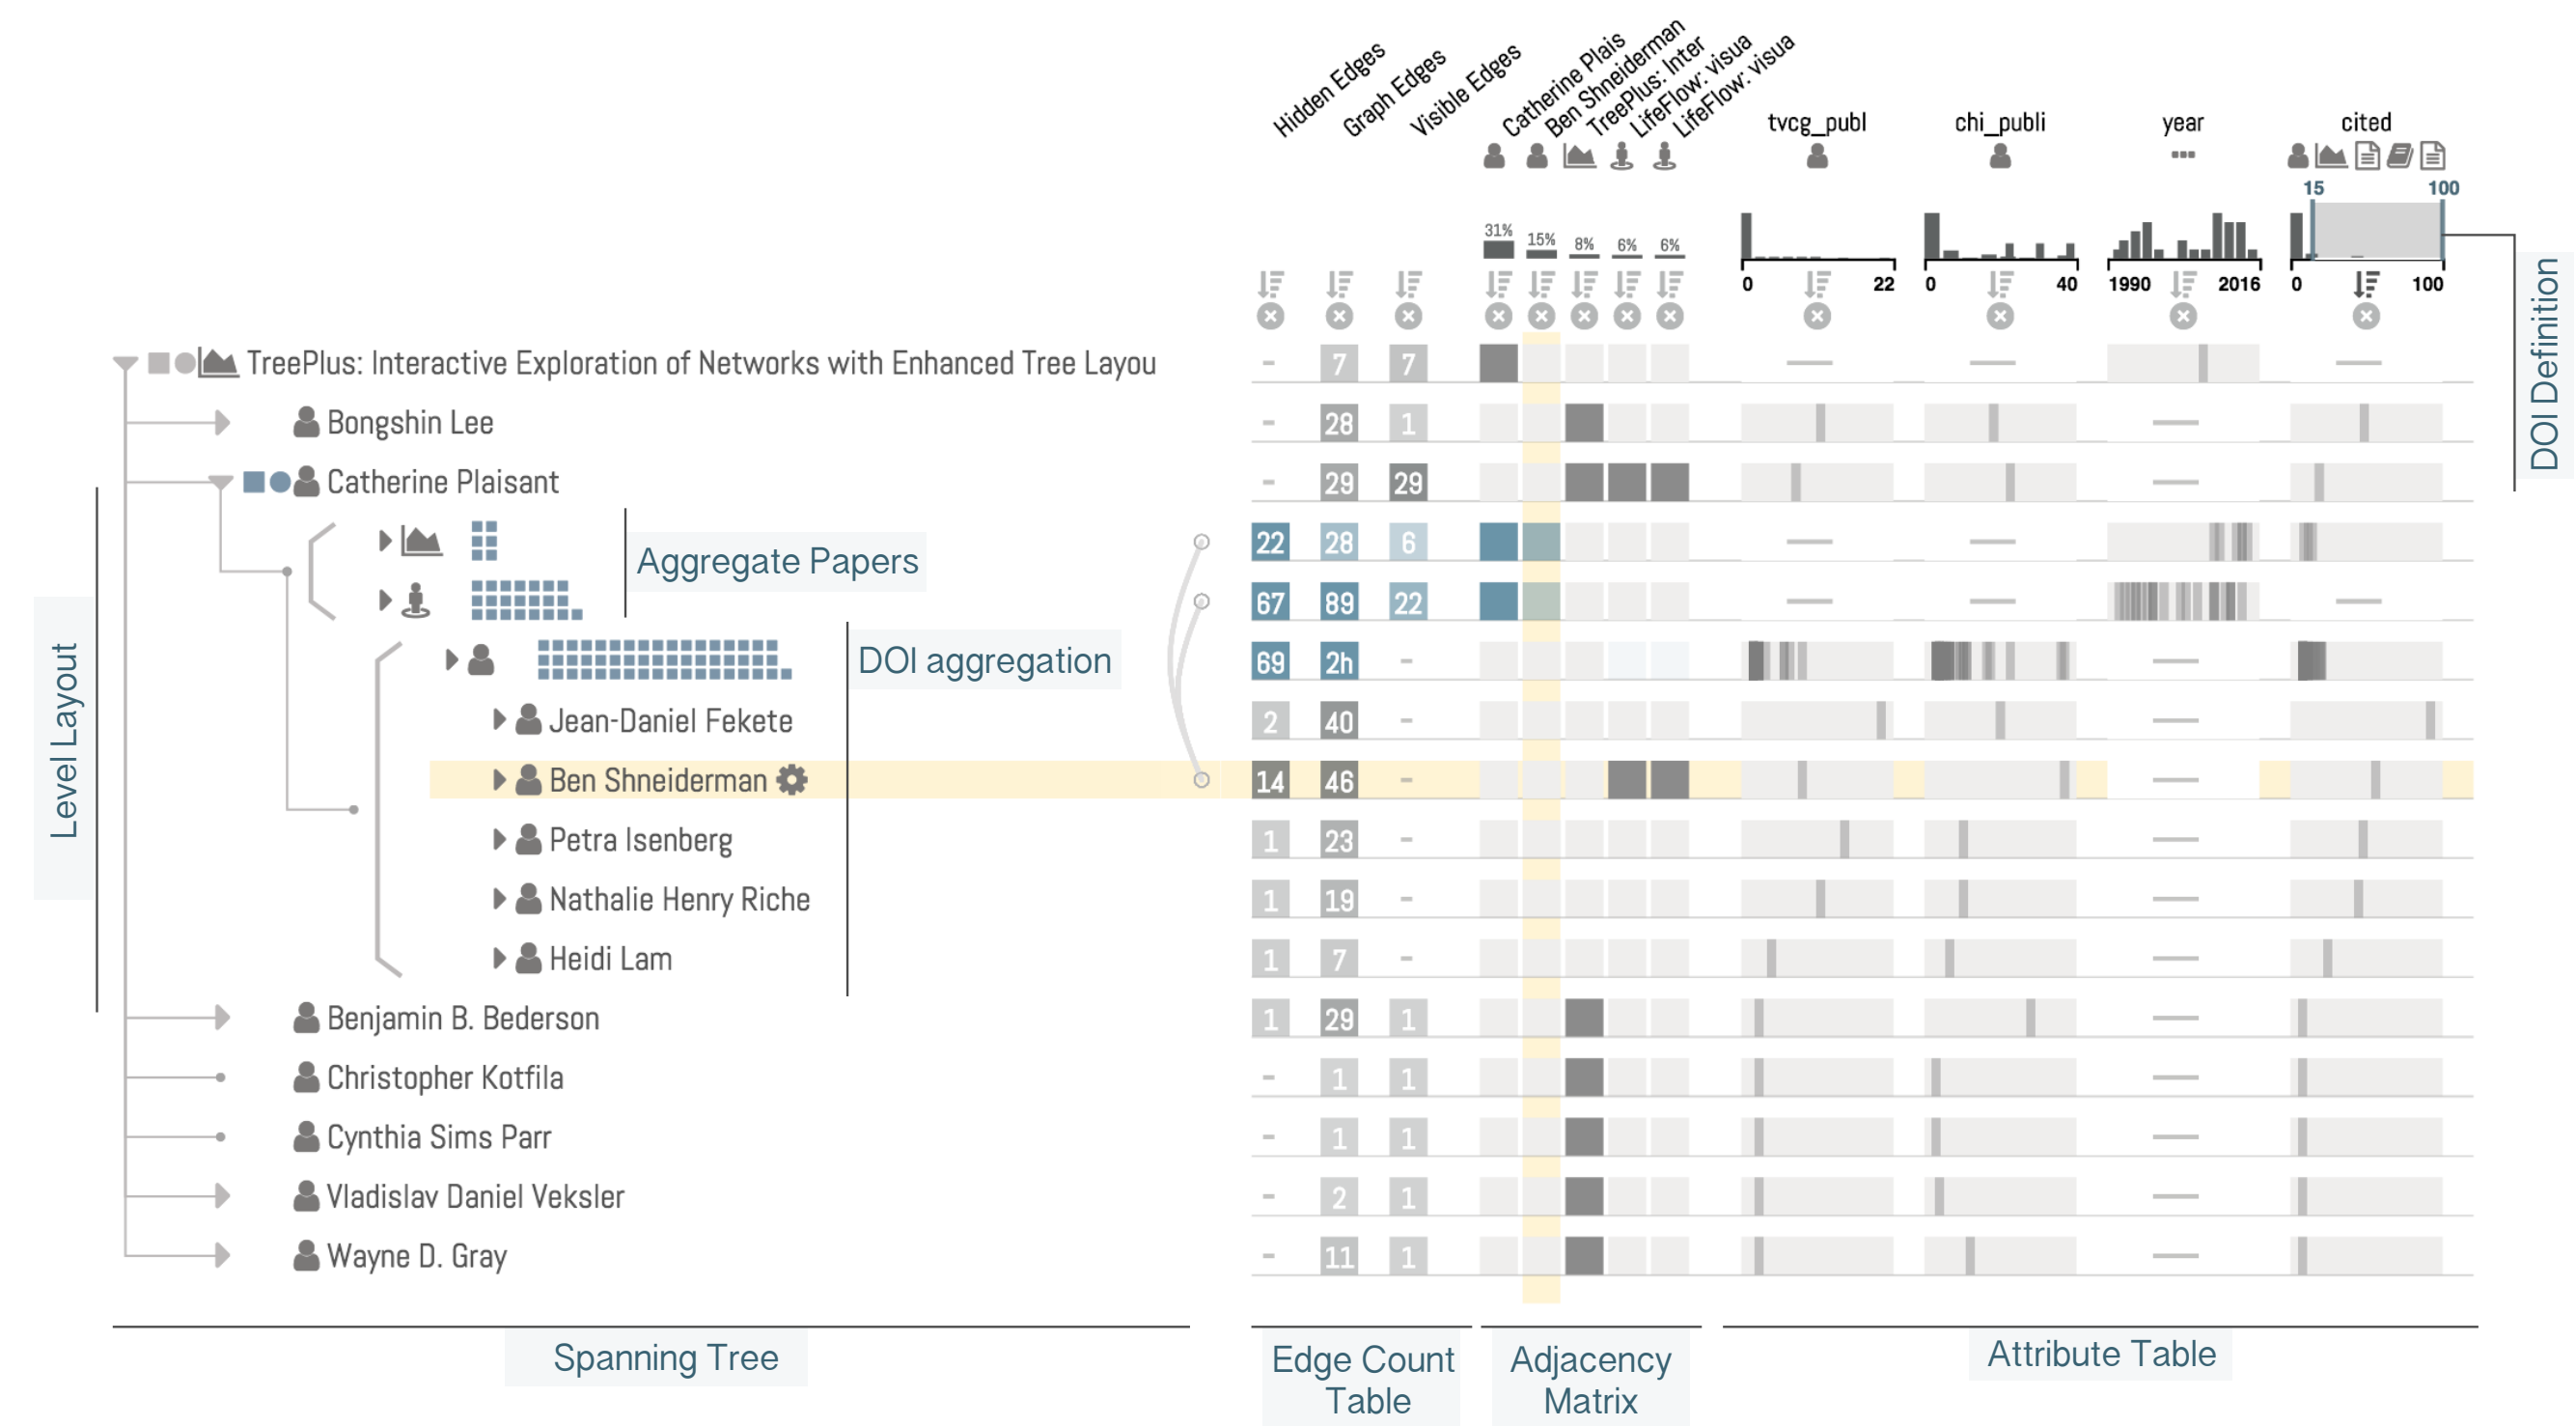 Hidden Edges
Graph Edges
Visible Edges
Catherine Plais
Ben Shneiderman
TreePlus: Inter
LifeFlow: visua
LifeFlow: visua
tvcg_publ
chi_publi
year
cited
15 100
31% 15% 8% 6% 6%
0 22 0 40 1990 2016 0 100
DOI Definition
TreePlus: Interactive Exploration of Networks with Enhanced Tree Layou - 7 7
Bongshin Lee - 28 1
Catherine Plaisant - 29 29
Aggregate Papers
22 28 6
67 89 22
DOI aggregation
69 2h -
Level Layout
Jean-Daniel Fekete 2 40 -
Ben Shneiderman 14 46 -
Petra Isenberg 1 23 -
Nathalie Henry Riche 1 19 -
Heidi Lam 1 7 -
Benjamin B. Bederson 1 29 1
Christopher Kotfila - 1 1
Cynthia Sims Parr - 1 1
Vladislav Daniel Veksler - 2 1
Wayne D. Gray - 11 1
Spanning Tree
Edge Count
Table
Adjacency
Matrix
Attribute Table